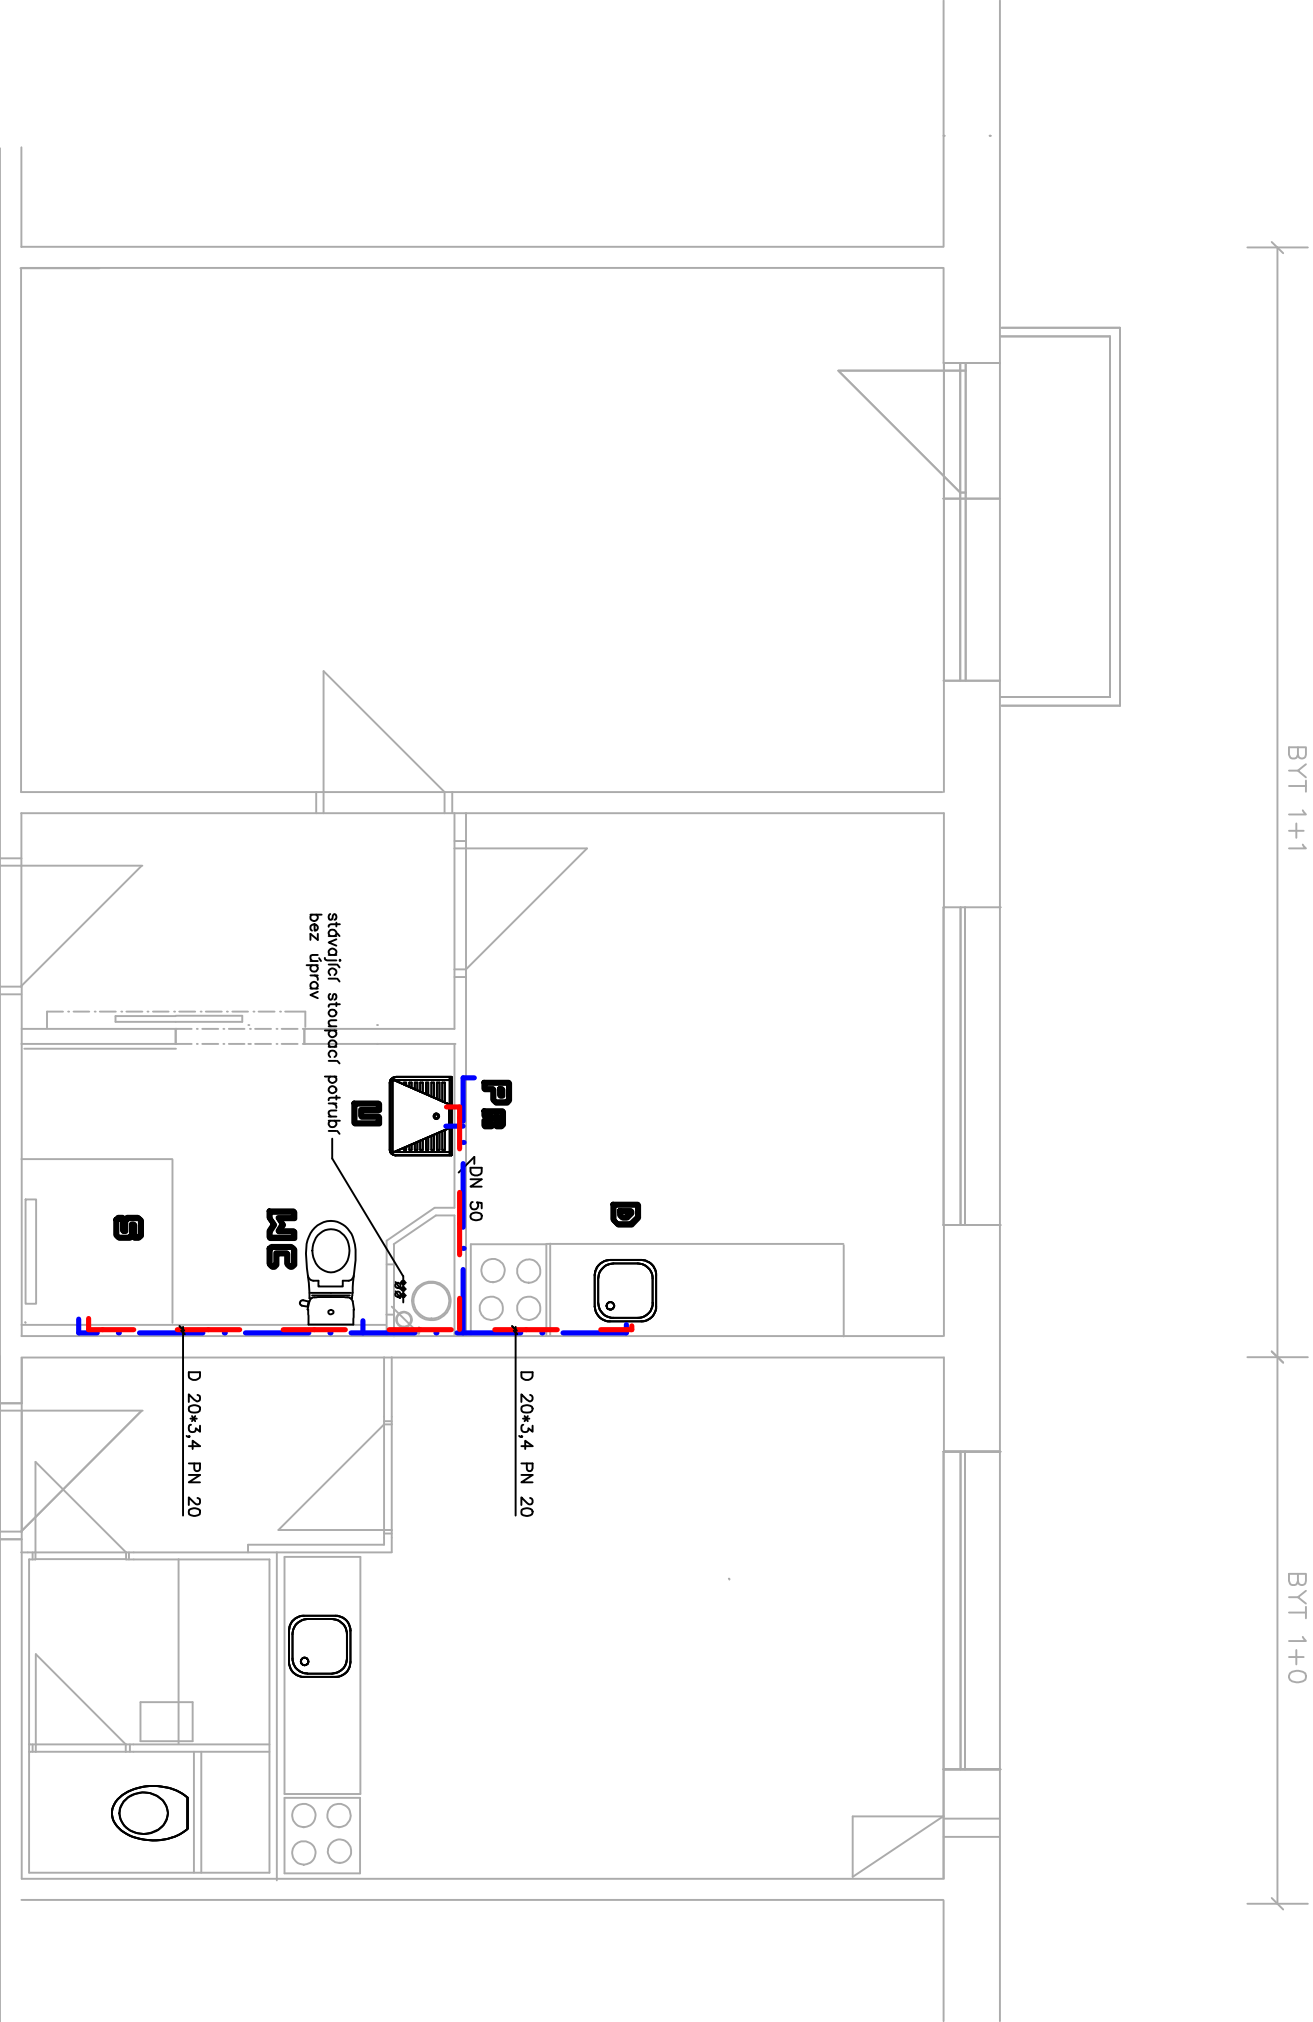 BYT 1+1
BYT 1+0
D
D 20*3,4 PN 20
PR
DN 50
U
stávající stoupací potrubí
bez úprav
WC
D 20*3,4 PN 20
S